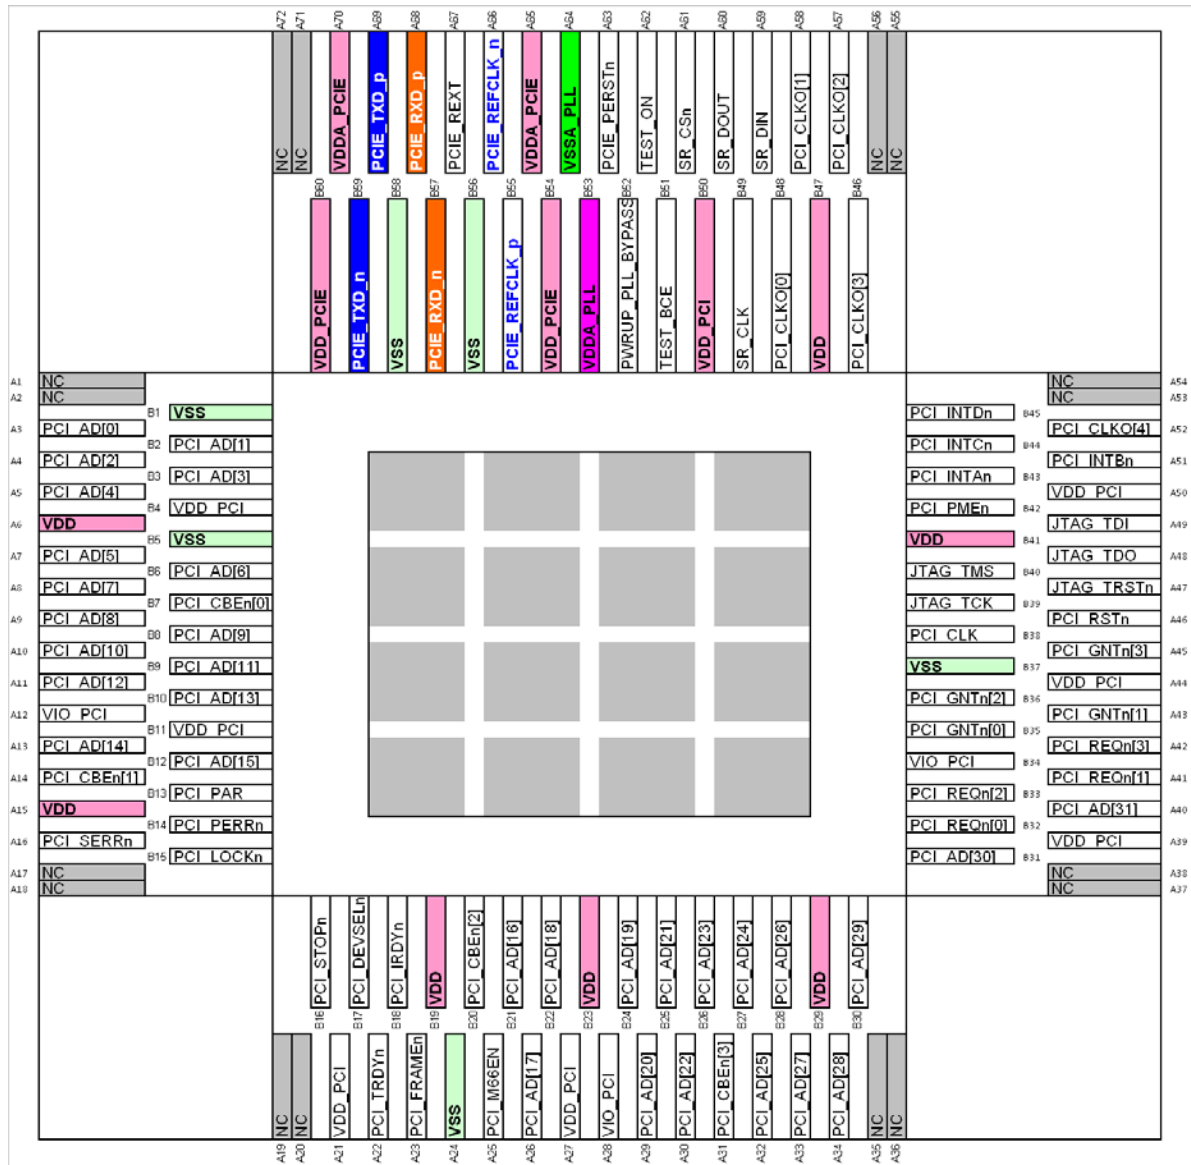 A72 A71 A70 A69 A68 A67 A66 A65 A64 A63 A62 A61 A60 A59 A58 A57 A56 A55
NC NC VDDA_PCIE PCIE_TXD_p PCIE_RXD_p PCIE_REXT PCIE_REFCLK_n VDDA_PCIE VSSA_PLL PCIE_PERSTn TEST_ON SR_CSn SR_DOUT SR_DIN PCI_CLKO[1] PCI_CLKO[2] NC NC
B60 B59 B58 B57 B56 B55 B54 B53 B52 B51 B50 B49 B48 B47 B46
VDD_PCIE PCIE_TXD_n VSS PCIE_RXD_n VSS PCIE_REFCLK_p VDD_PCIE VDDA_PLL PWRUP_PLL_BYPASS TEST_BCE VDD_PCI SR_CLK PCI_CLKO[0] VDD PCI_CLKO[3]
A1 NC
A2 NC
B1 VSS
A3 PCI_AD[0]
B2 PCI_AD[1]
A4 PCI_AD[2]
B3 PCI_AD[3]
A5 PCI_AD[4]
B4 VDD_PCI
A6 VDD
B5 VSS
A7 PCI_AD[5]
B6 PCI_AD[6]
A8 PCI_AD[7]
B7 PCI_CBEn[0]
A9 PCI_AD[8]
B8 PCI_AD[9]
A10 PCI_AD[10]
B9 PCI_AD[11]
A11 PCI_AD[12]
B10 PCI_AD[13]
A12 VIO_PCI
B11 VDD_PCI
A13 PCI_AD[14]
B12 PCI_AD[15]
A14 PCI_CBEn[1]
B13 PCI_PAR
A15 VDD
B14 PCI_PERRn
A16 PCI_SERRn
B15 PCI_LOCKn
A17 NC
A18 NC
NC A54
NC A53
PCI_INTDn B45
PCI_CLKO[4] A52
PCI_INTCn B44
PCI_INTBn A51
PCI_INTAn B43
VDD_PCI A50
PCI_PMEn B42
JTAG_TDI A49
VDD B41
JTAG_TDO A48
JTAG_TMS B40
JTAG_TRSTn A47
JTAG_TCK B39
PCI_RSTn A46
PCI_CLK B38
PCI_GNTn[3] A45
VSS B37
VDD_PCI A44
PCI_GNTn[2] B36
PCI_GNTn[1] A43
PCI_GNTn[0] B35
PCI_REQn[3] A42
VIO_PCI B34
PCI_REQn[1] A41
PCI_REQn[2] B33
PCI_AD[31] A40
PCI_REQn[0] B32
VDD_PCI A39
PCI_AD[30] B31
NC A38
NC A37
PCI_STOPn PCI_DEVSELn PCI_IRDYn VDD PCI_CBEn[2] PCI_AD[16] PCI_AD[18] VDD PCI_AD[19] PCI_AD[21] PCI_AD[23] PCI_AD[24] PCI_AD[26] VDD PCI_AD[29]
B16 B17 B18 B19 B20 B21 B22 B23 B24 B25 B26 B27 B28 B29 B30
NC NC VDD_PCI PCI_TRDYn PCI_FRAMEn VSS PCI_M66EN PCI_AD[17] VDD_PCI VIO_PCI PCI_AD[20] PCI_AD[22] PCI_CBEn[3] PCI_AD[25] PCI_AD[27] PCI_AD[28] NC NC
A19 A20 A21 A22 A23 A24 A25 A26 A27 A28 A29 A30 A31 A32 A33 A34 A35 A36